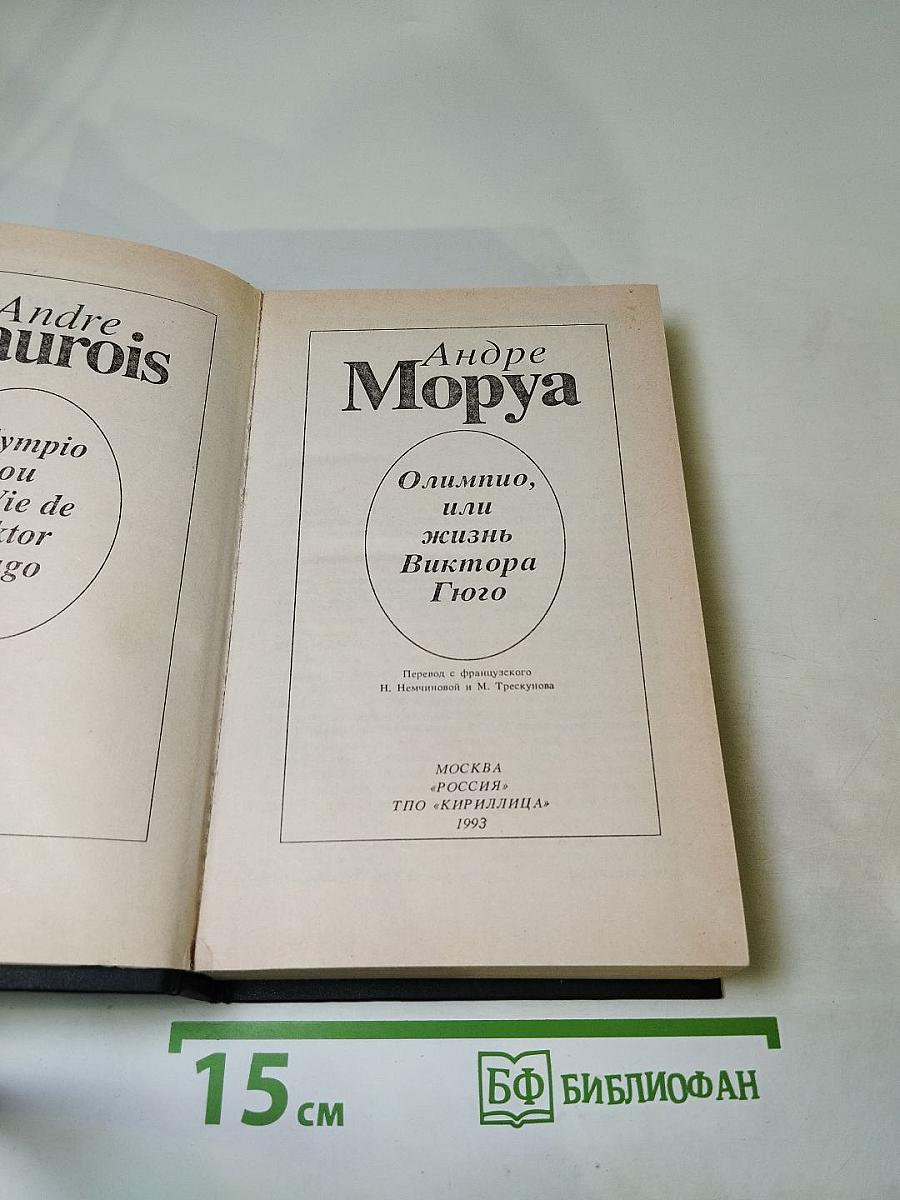 Andre
aurois
ympio
ou
Vie de
ktor
ugo
Андре
Моруа
Олимпио,
или
жизнь
Виктора
Гюго
Перевод с французского
Н. Немчиновой и М. Трескунова
МОСКВА
«РОССИЯ»
ТПО «КИРИЛЛИЦА»
1993
15 см
БФ БИБЛИОФАН